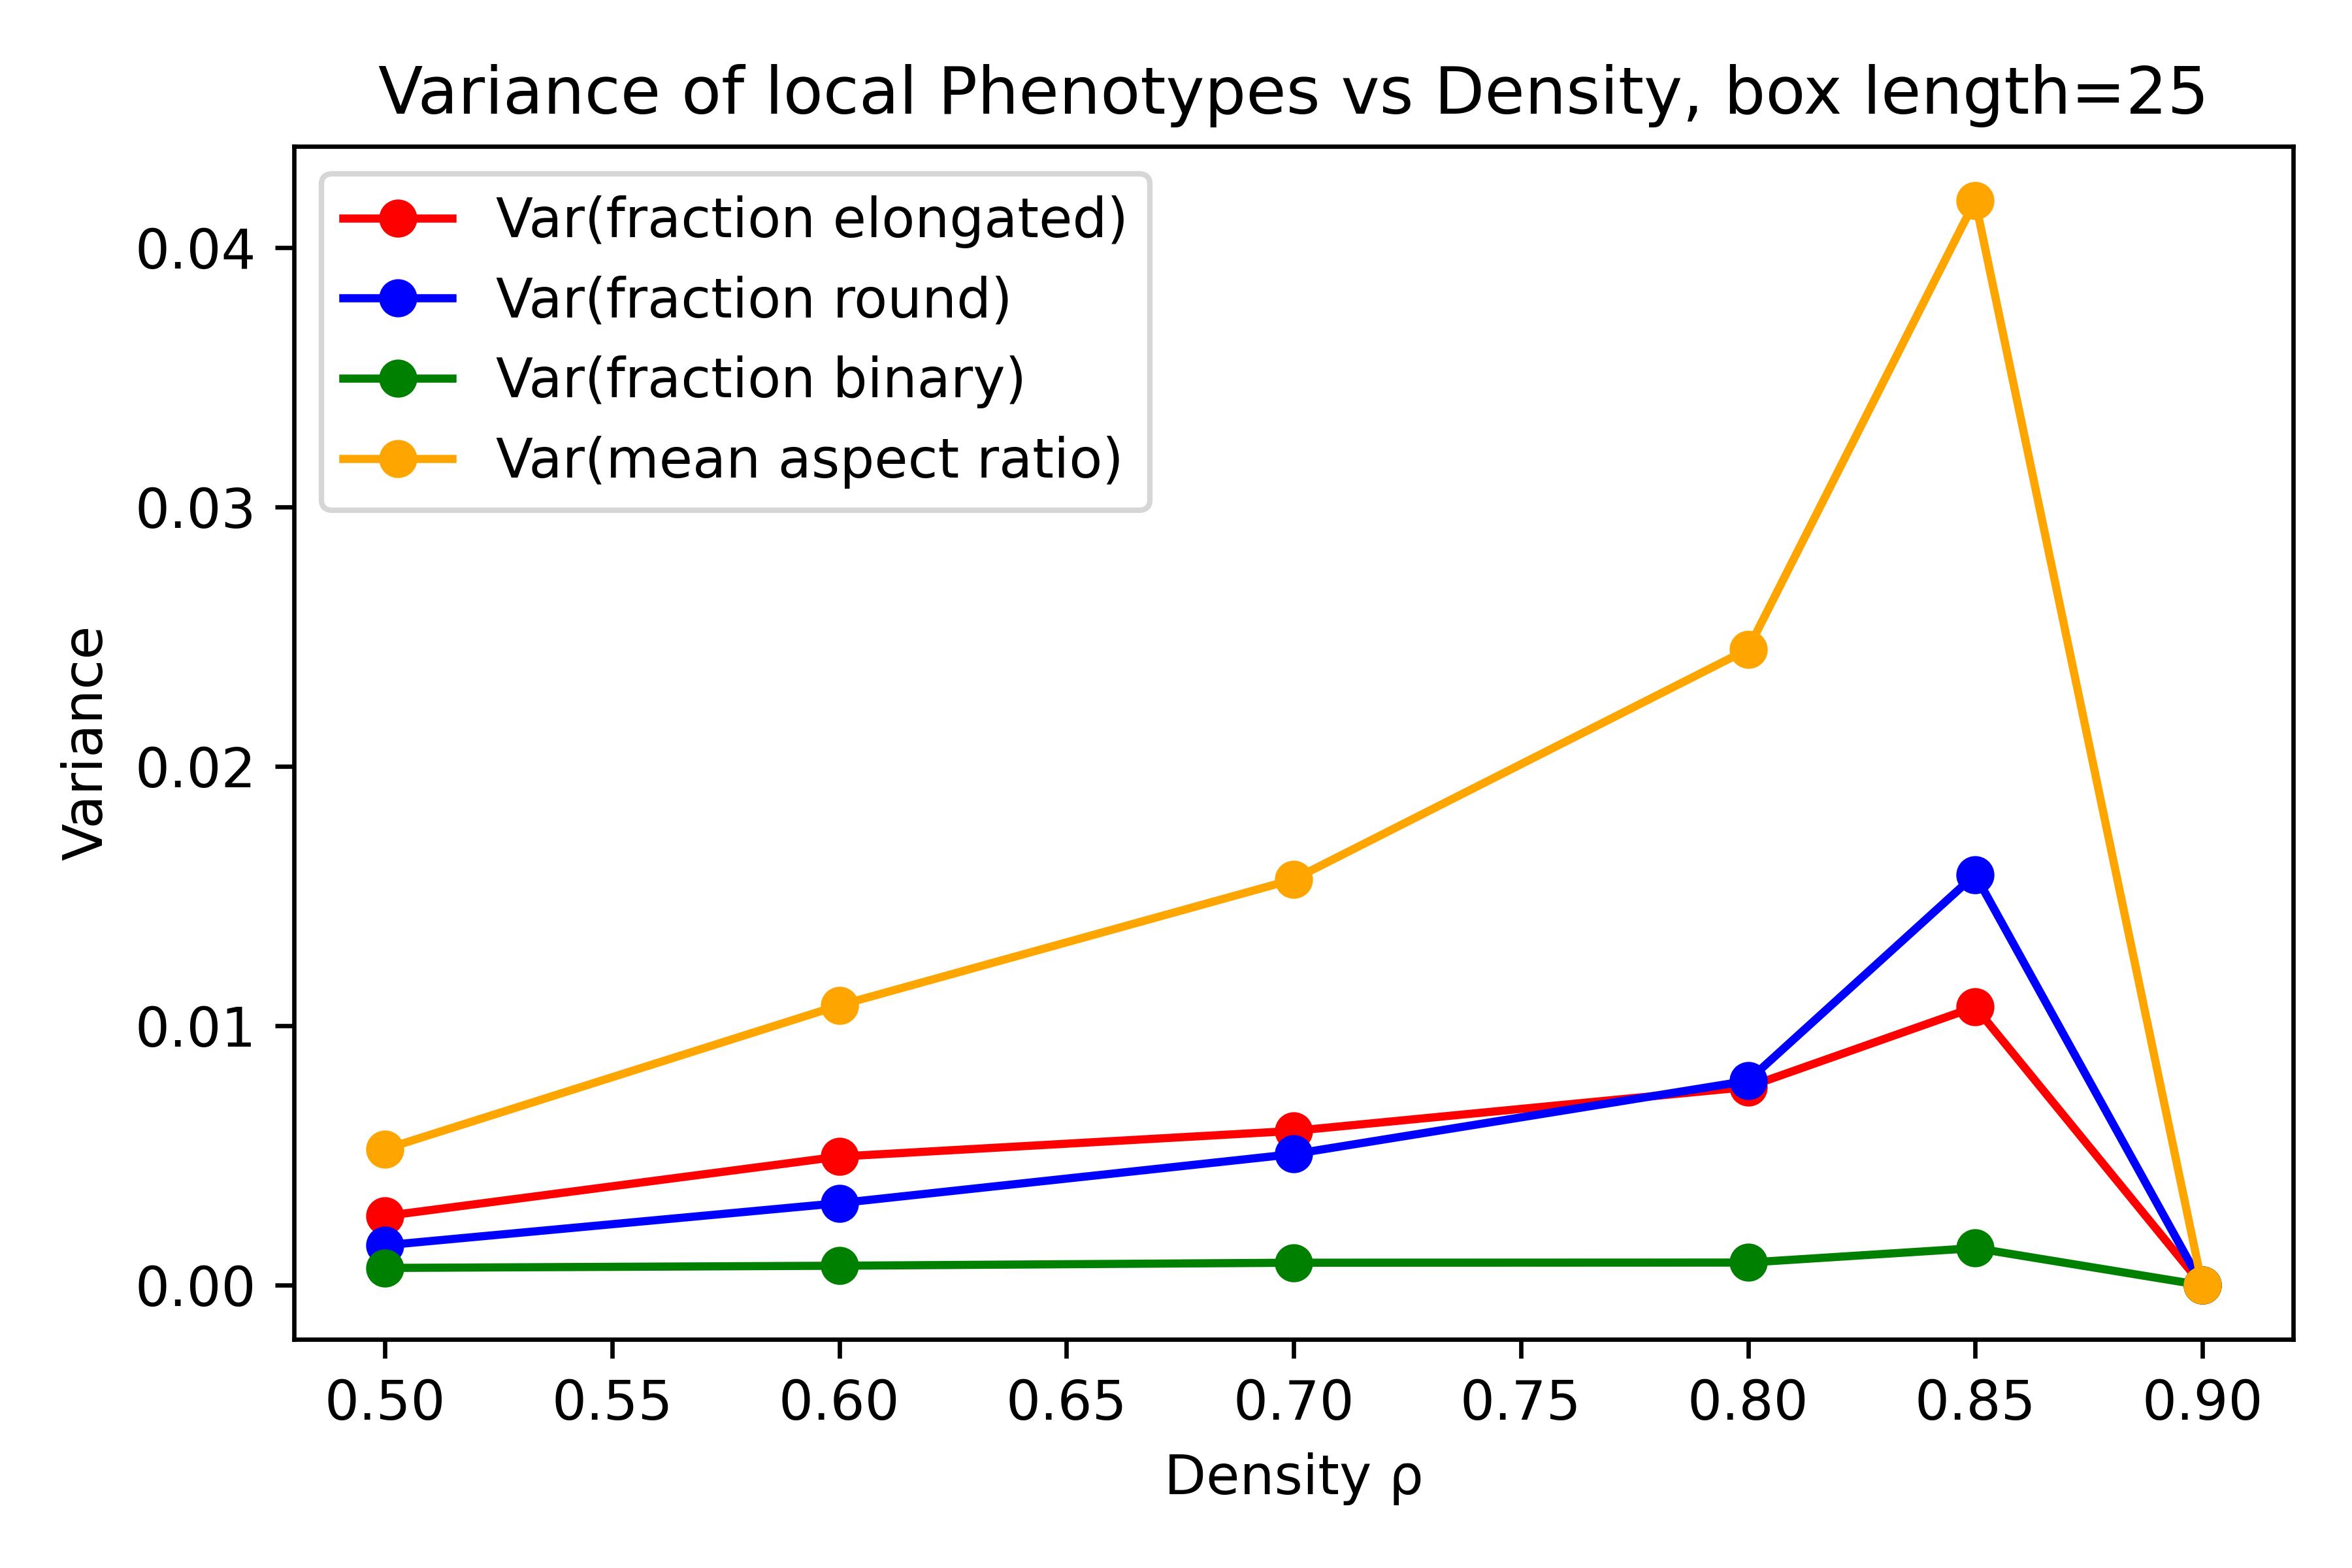 Variance of local Phenotypes vs Density, box length=25
Var(fraction elongated)
Var(fraction round)
Var(fraction binary)
Var(mean aspect ratio)
0.04
0.03
0.02
0.01
0.00
Variance
0.50 0.55 0.60 0.65 0.70 0.75 0.80 0.85 0.90
Density ρ